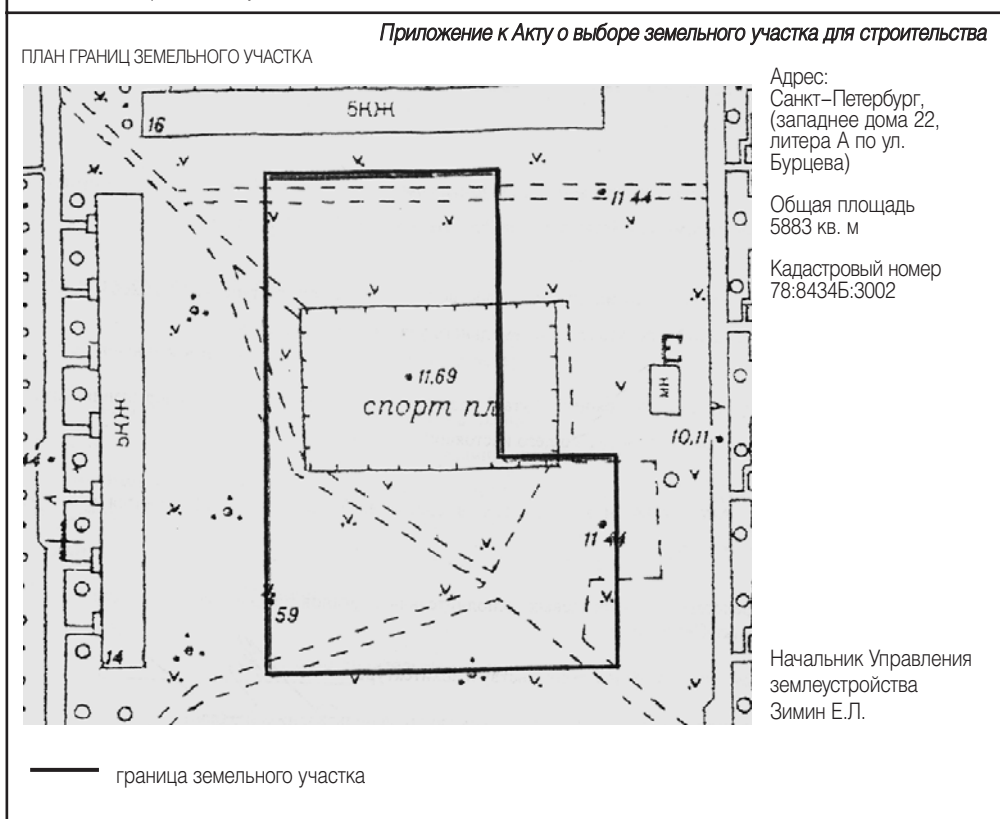 Приложение к Акту о выборе земельного участка для строительства
ПЛАН ГРАНИЦ ЗЕМЕЛЬНОГО УЧАСТКА
Адрес:
Санкт–Петербург,
(западнее дома 22,
литера А по ул.
Бурцева)
Общая площадь
5883 кв. м
Кадастровый номер
78:8434Б:3002
5КЖ
16
11 44
11.69
спорт пл
5КЖ
МН
10,11
11 44
59
14
Начальник Управления
землеустройства
Зимин Е.Л.
граница земельного участка